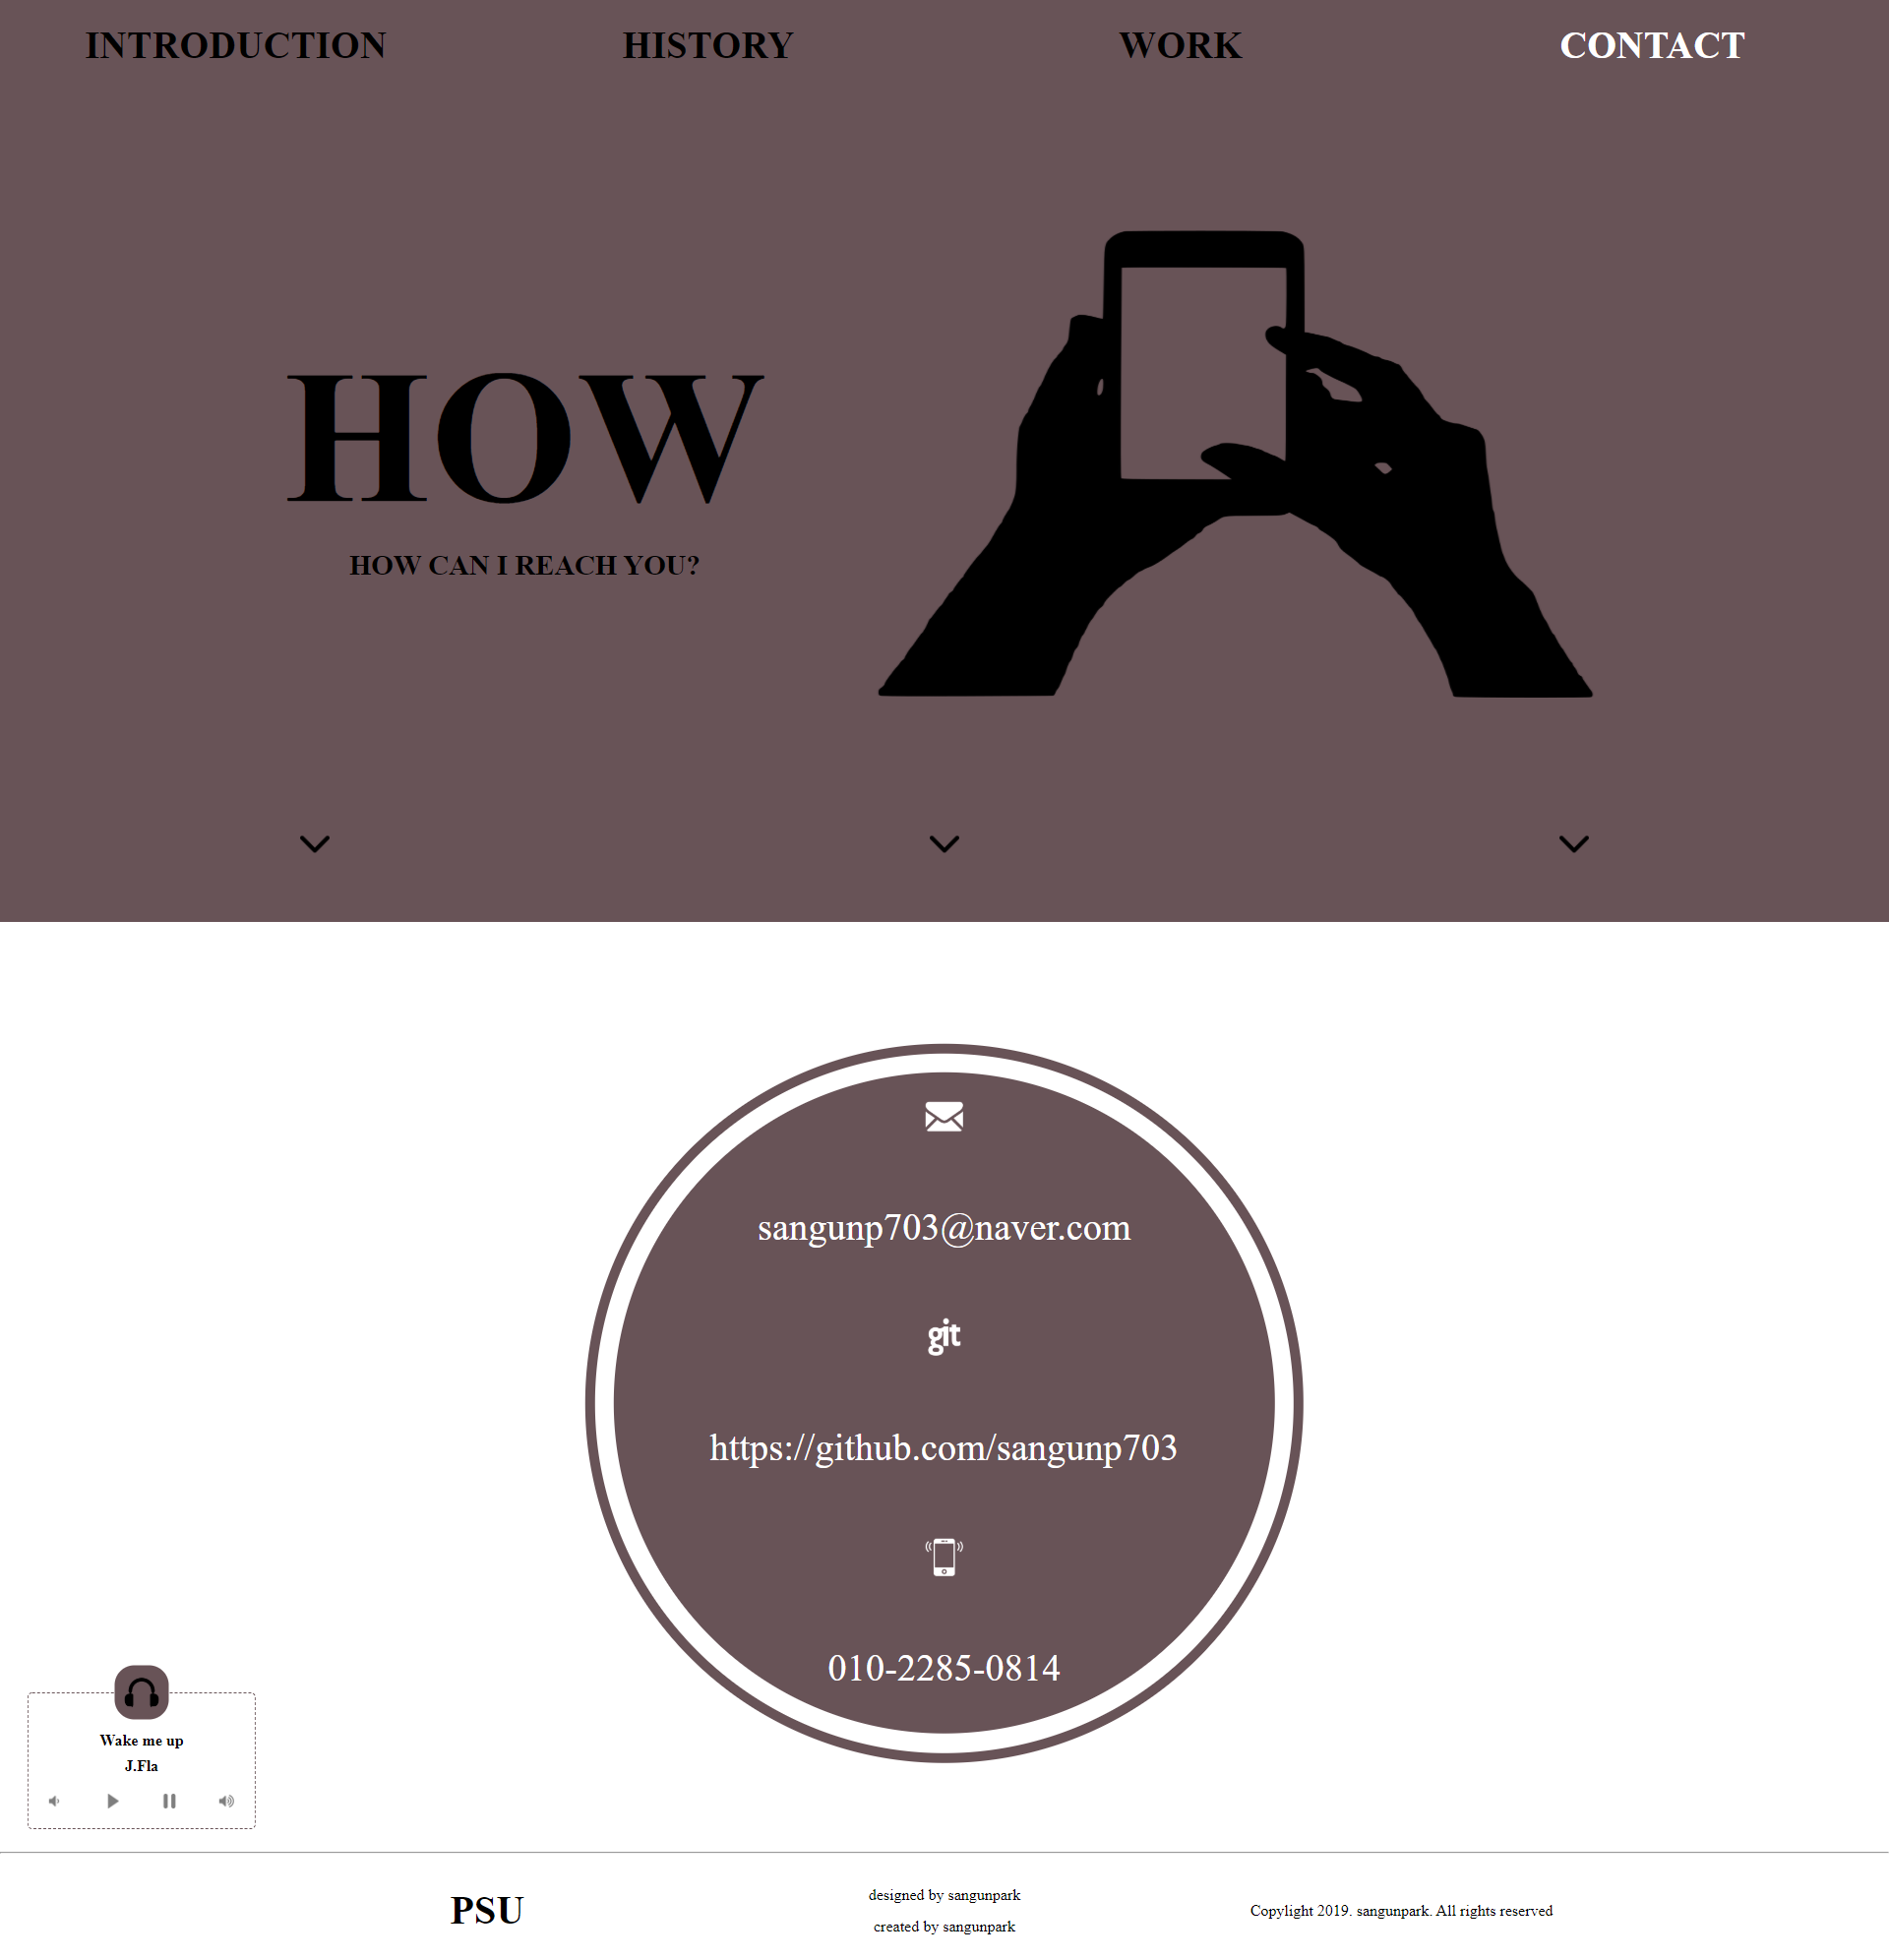 INTRODUCTION HISTORY WORK CONTACT
HOW
HOW CAN I REACH YOU?
sangunp703@naver.com
git
https://github.com/sangunp703
010-2285-0814
Wake me up
J.Fla
PSU
designed by sangunpark
created by sangunpark
Copylight 2019. sangunpark. All rights reserved